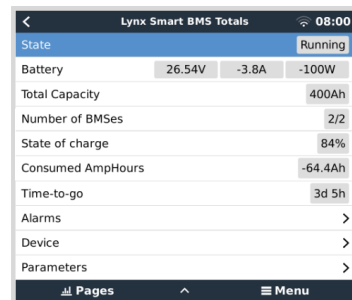 Lynx Smart BMS Totals 08:00
State Running
Battery 26.54V -3.8A -100W
Total Capacity 400Ah
Number of BMSes 2/2
State of charge 84%
Consumed AmpHours -64.4Ah
Time-to-go 3d 5h
Alarms
Device
Parameters
Pages Menu